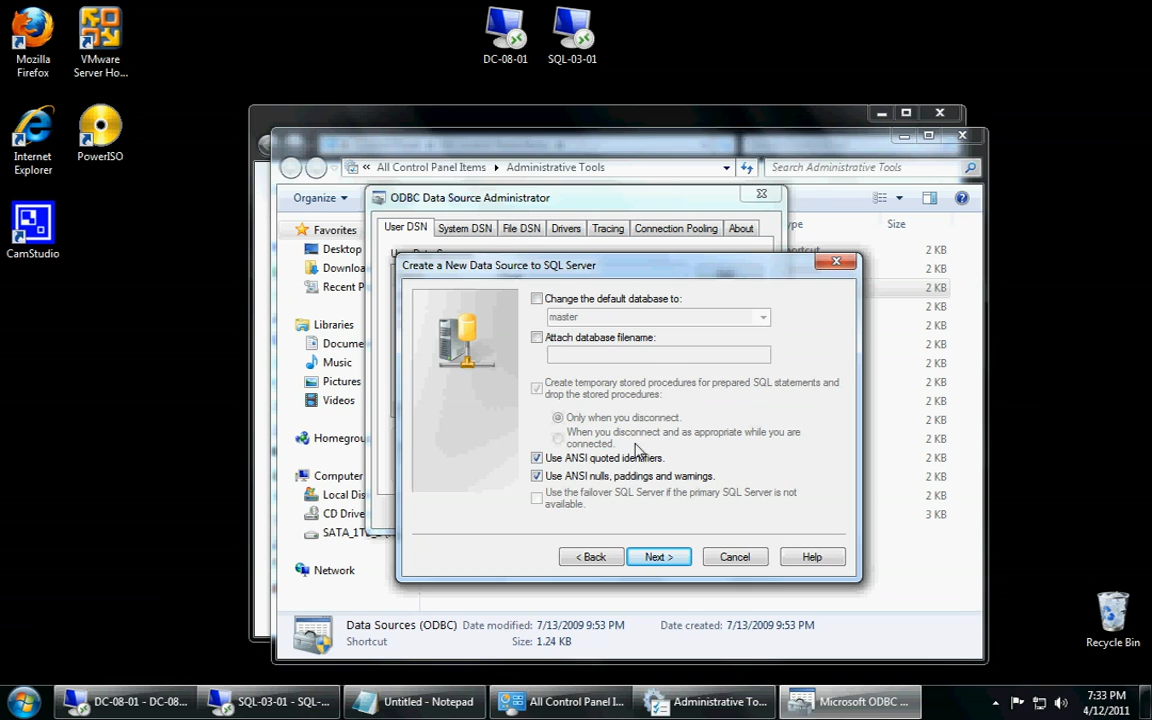 Mozilla
Firefox
VMware
Server Ho...
DC-08-01
SQL-03-01
Internet
Explorer
PowerISO
CamStudio
« All Control Panel Items ▸ Administrative Tools
Search Administrative Tools
Organize
ODBC Data Source Administrator
User DSN
System DSN
File DSN
Drivers
Tracing
Connection Pooling
About
Size
Favorites
Desktop
Downloa
Recent P
Libraries
Docume
Music
Pictures
Videos
Homegrou
Computer
Local Dis
CD Drive
SATA_1T
Network
2 KB
2 KB
2 KB
2 KB
2 KB
2 KB
2 KB
2 KB
2 KB
2 KB
2 KB
2 KB
2 KB
2 KB
3 KB
Create a New Data Source to SQL Server
Change the default database to:
master
Attach database filename:
Create temporary stored procedures for prepared SQL statements and
drop the stored procedures:
Only when you disconnect.
When you disconnect and as appropriate while you are
connected.
Use ANSI quoted identifiers.
Use ANSI nulls, paddings and warnings.
Use the failover SQL Server if the primary SQL Server is not
available.
< Back
Next >
Cancel
Help
Data Sources (ODBC) Date modified: 7/13/2009 9:53 PM Date created: 7/13/2009 9:53 PM
Shortcut Size: 1.24 KB
Recycle Bin
DC-08-01 - DC-08...
SQL-03-01 - SQL-...
Untitled - Notepad
All Control Panel I...
Administrative To...
Microsoft ODBC ...
7:33 PM
4/12/2011